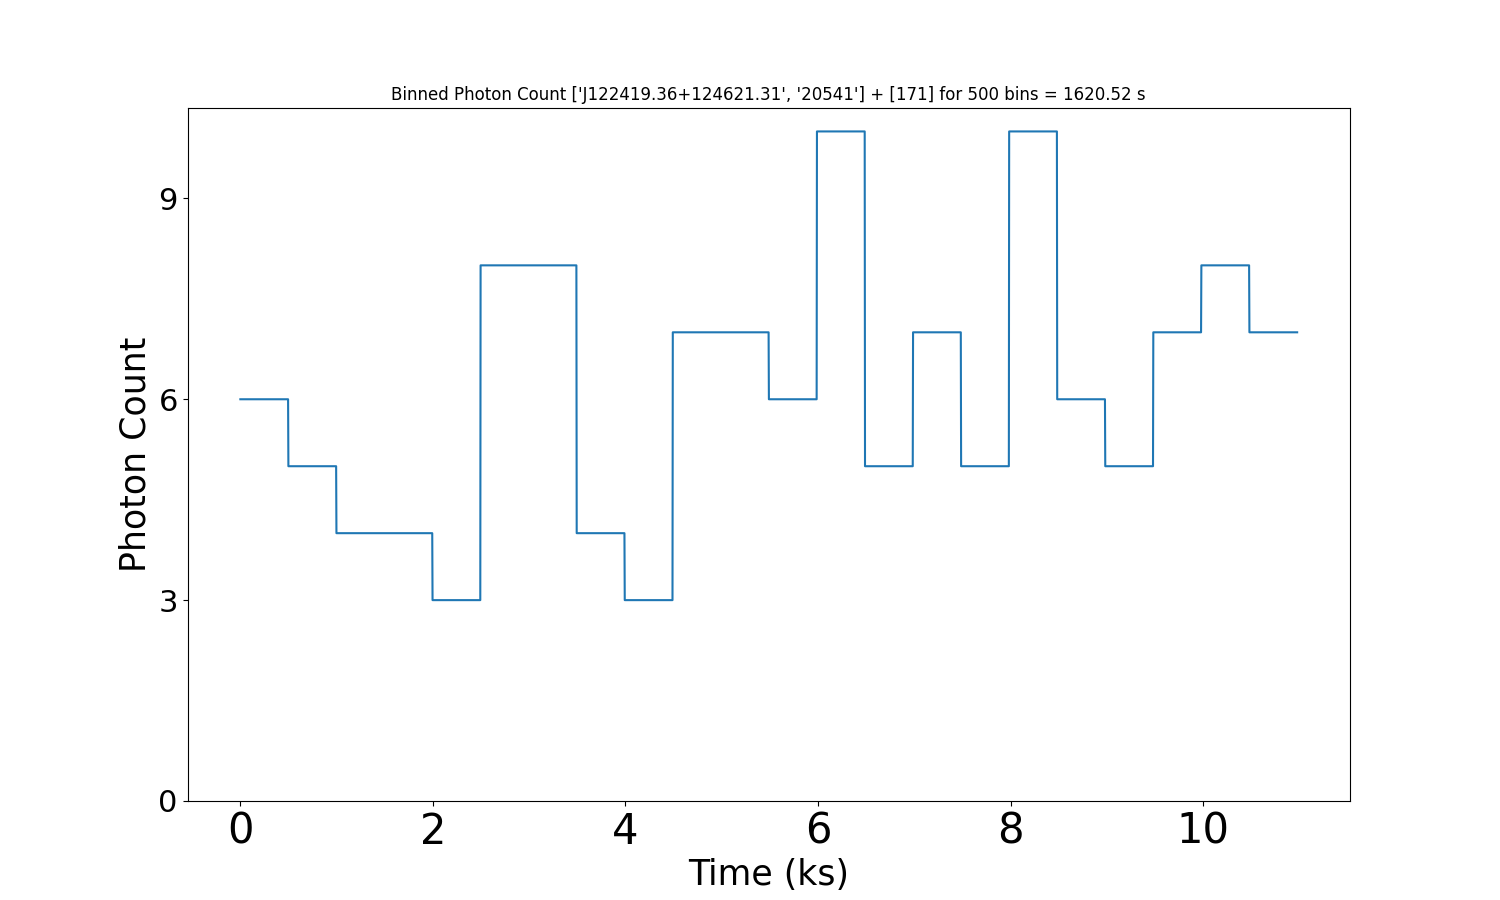 Binned Photon Count ['J122419.36+124621.31', '20541'] + [171] for 500 bins = 1620.52 s
9
6
3
0
Photon Count
0 2 4 6 8 10
Time (ks)